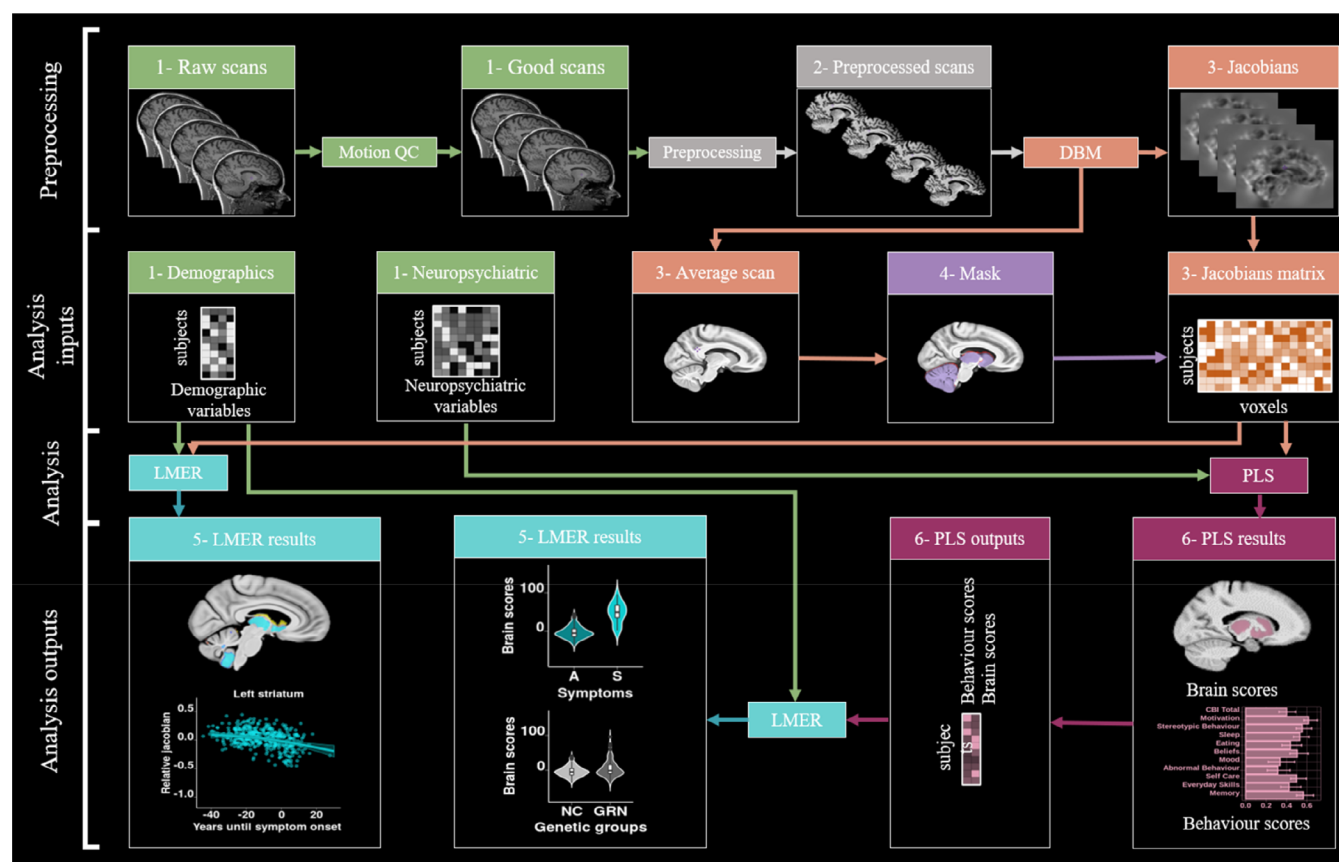 Preprocessing
1- Raw scans
Motion QC
1- Good scans
Preprocessing
2- Preprocessed scans
DBM
3- Jacobians
Analysis
inputs
1- Demographics
subjects
Demographic
variables
1- Neuropsychiatric
subjects
Neuropsychiatric
variables
3- Average scan
4- Mask
3- Jacobians matrix
subjects
voxels
Analysis
LMER
PLS
Analysis outputs
5- LMER results
Left striatum
Relative jacobian
0.5
0.0
-0.5
-1.0
-40
-20
0
20
Years until symptom onset
5- LMER results
Brain scores
100
0
A
S
Symptoms
Brain scores
100
0
NC
GRN
Genetic groups
LMER
6- PLS outputs
Behaviour scores
Brain scores
subjec
ts
6- PLS results
Brain scores
CBI Total
Motivation
Stereotypic Behaviour
Sleep
Eating
Beliefs
Mood
Abnormal Behaviour
Self Care
Everyday Skills
Memory
0.0 0.2 0.4 0.6
Behaviour scores